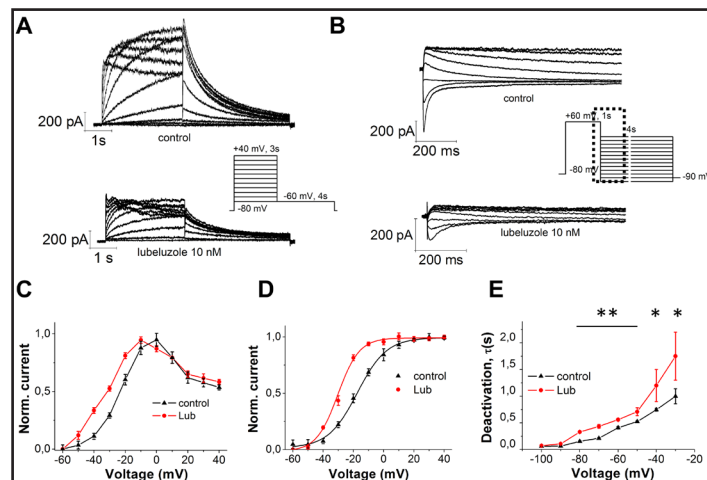 A
200 pA
1s
control
+40 mV, 3s
-60 mV, 4s
-80 mV
200 pA
1 s
lubeluzole 10 nM
B
200 pA
200 ms
control
+60 mV, 1s
4s
-80 mV
-90 mV
200 pA
200 ms
lubeluzole 10 nM
C
Norm. current
1,0
0,5
0,0
control
Lub
-60 -40 -20 0 20 40
Voltage (mV)
D
Norm. current
1,0
0,5
0,0
control
Lub
-60 -40 -20 0 20 40
Voltage (mV)
E
** * *
Deactivation, τ(s)
2,0
1,5
1,0
0,5
0,0
control
Lub
-100 -80 -60 -40 -20
Voltage (mV)